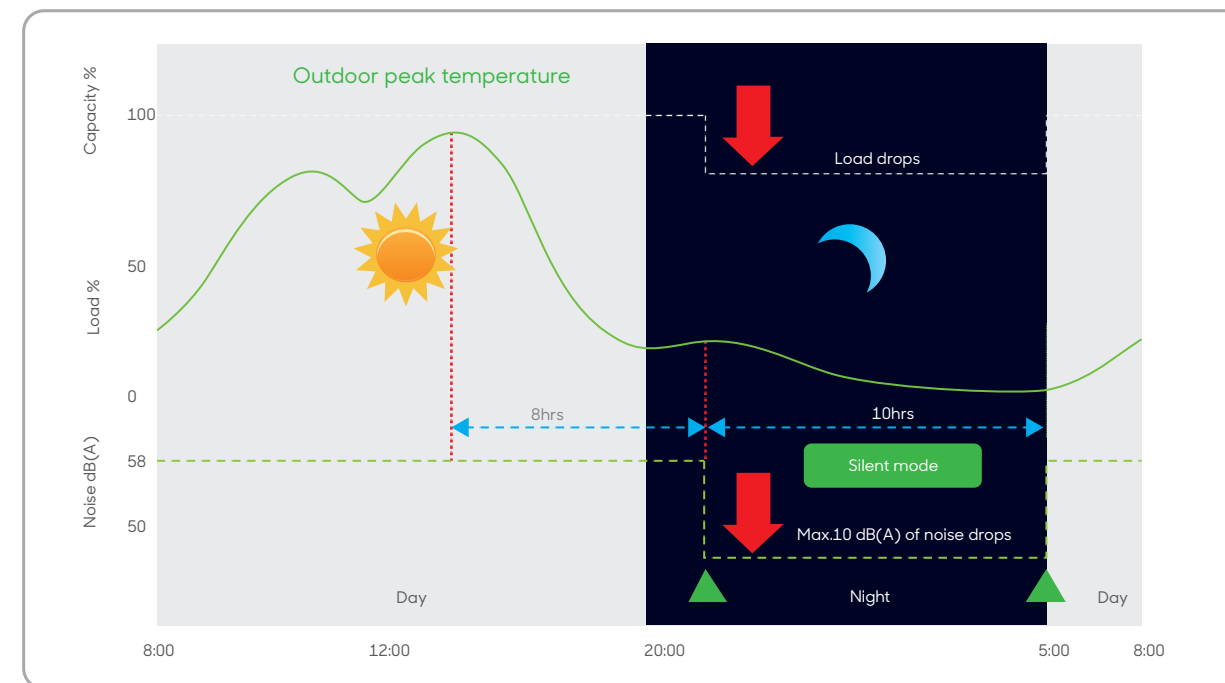 Outdoor peak temperature
Capacity %
100
Load drops
50
Load %
0
8hrs
10hrs
Noise dB(A)
58
Silent mode
50
Max.10 dB(A) of noise drops
Day
Night
Day
8:00
12:00
20:00
5:00
8:00